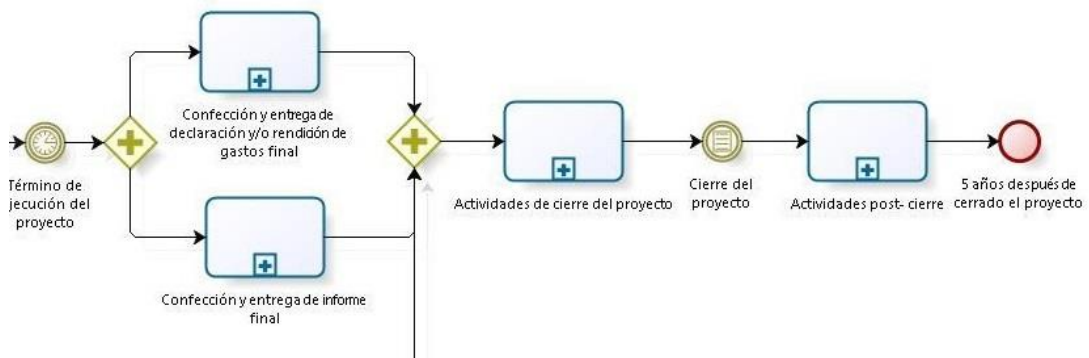 Término de
jecución del
proyecto
Confección y entrega de
declaración y/o rendición de
gastos final
Confección y entrega de informe
final
Actividades de cierre del proyecto
Cierre del
proyecto
Actividades post- cierre
5 años después de
cerrado el proyecto